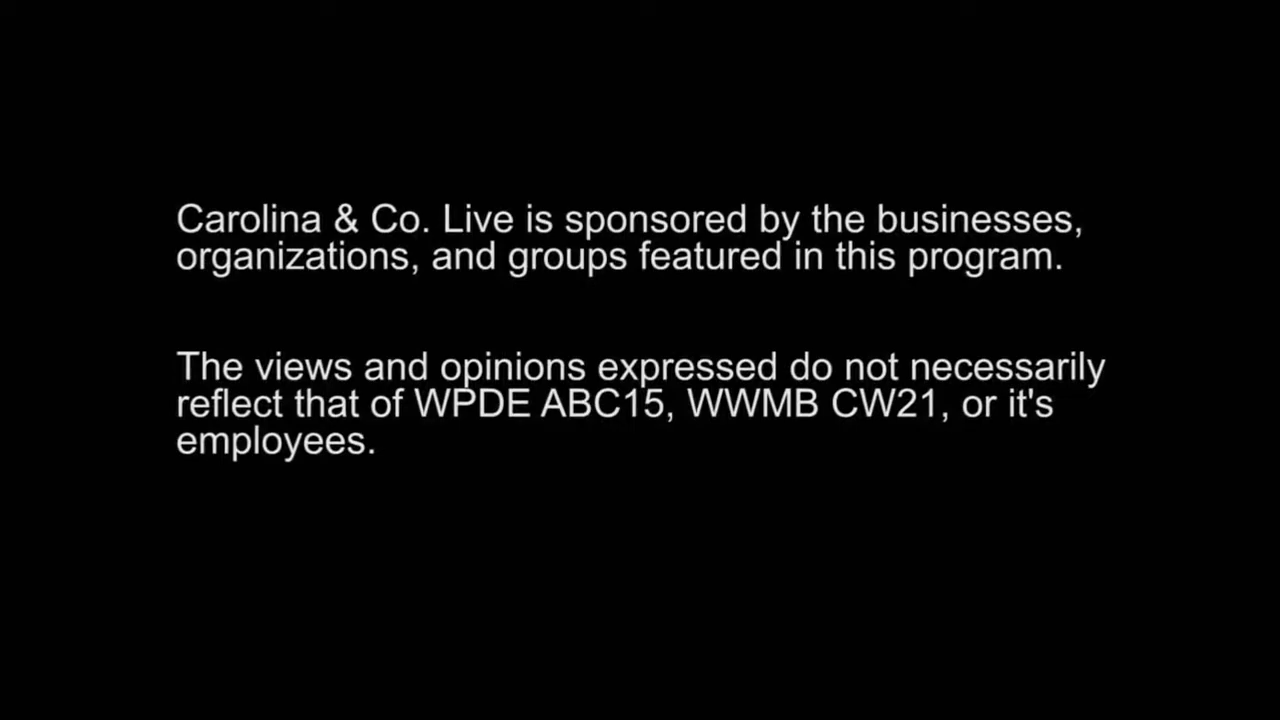 Carolina & Co. Live is sponsored by the businesses,
organizations, and groups featured in this program.
The views and opinions expressed do not necessarily
reflect that of WPDE ABC15, WWMB CW21, or it's
employees.